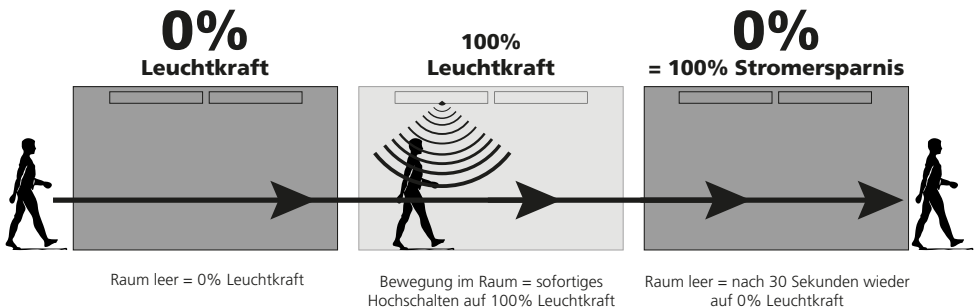 0%
Leuchtkraft
100%
Leuchtkraft
0%
= 100% Stromersparnis
Raum leer = 0% Leuchtkraft
Bewegung im Raum = sofortiges
Hochschalten auf 100% Leuchtkraft
Raum leer = nach 30 Sekunden wieder
auf 0% Leuchtkraft